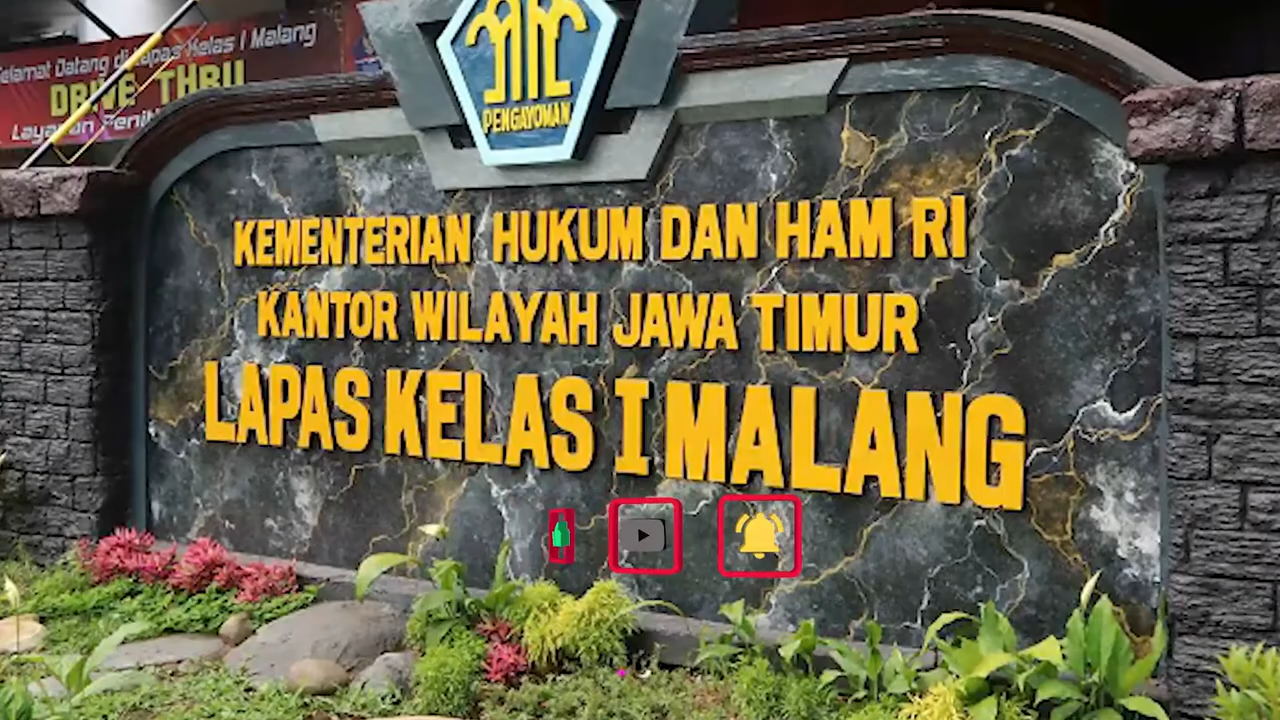 Selamat Datang di Lapas Kelas I Malang
DRIVE THRU
Layanan
PENGAYOMAN
KEMENTERIAN HUKUM DAN HAM RI
KANTOR WILAYAH JAWA TIMUR
LAPAS KELAS I MALANG